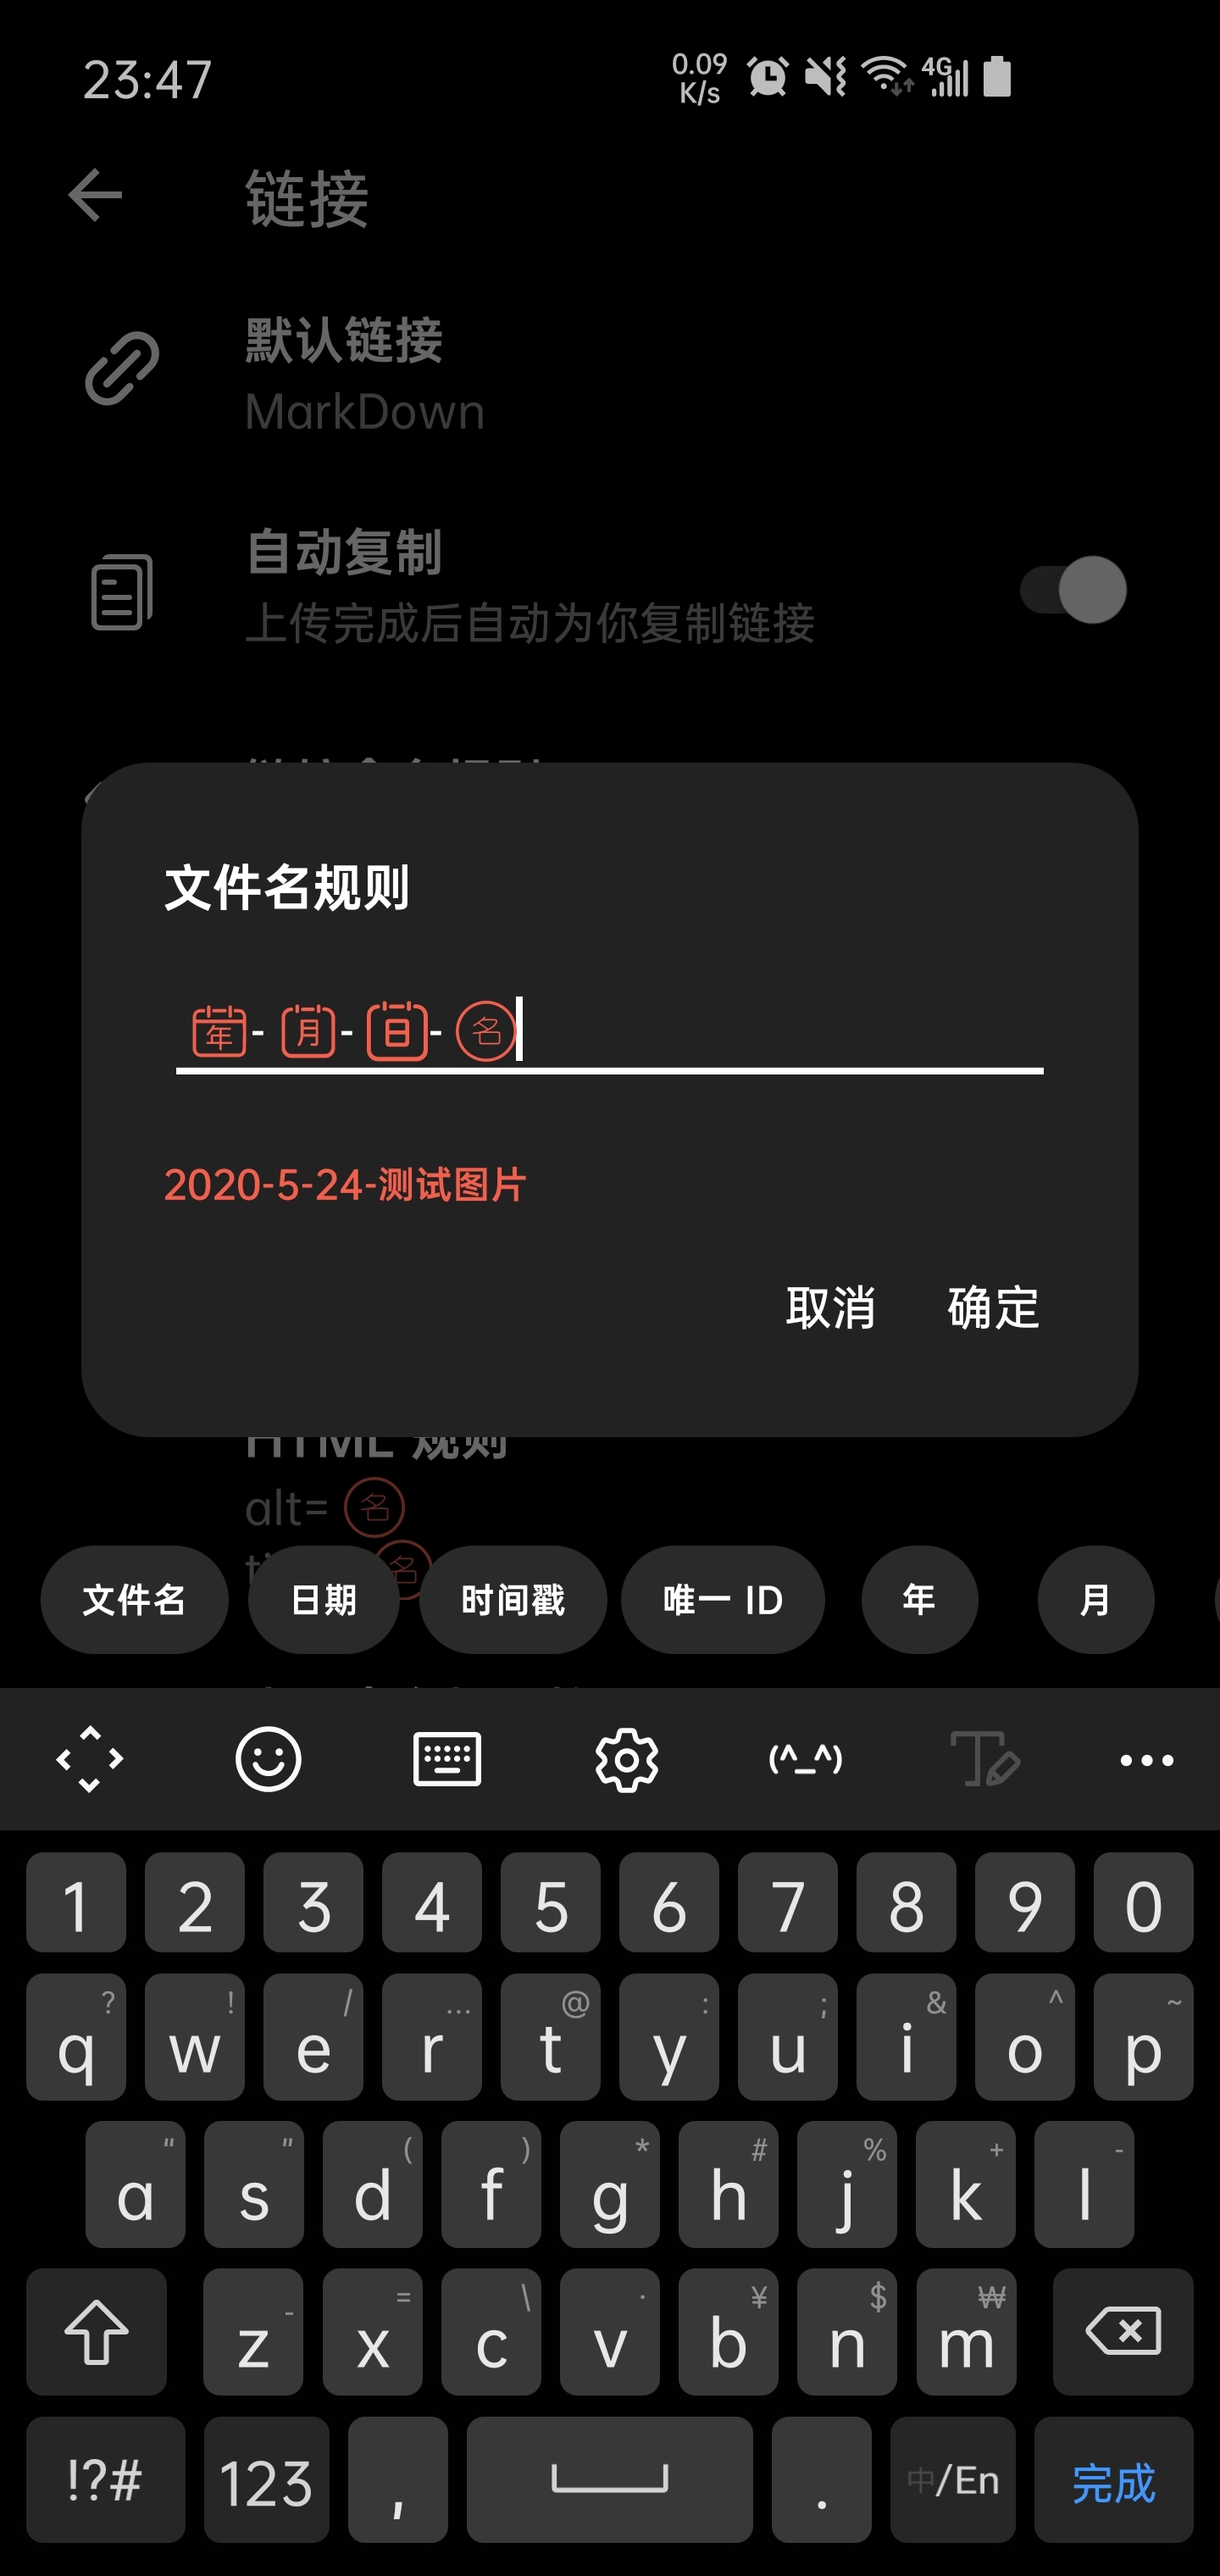 23:47
0.09
K/s
4G
链接
默认链接
MarkDown
自动复制
上传完成后自动为你复制链接
文件名规则
年- 月- 日- 名
2020-5-24-测试图片
取消 确定
HTML 规则
alt= 名
名
文件名 日期 时间戳 唯一 ID 年 月
(^_^)
1 2 3 4 5 6 7 8 9 0
? ! / ... @ : ; & ^ ~
q w e r t y u i o p
" " ( ) * # % + -
a s d f g h j k l
- = \ · ¥ $ ₩
z x c v b n m
!?# 123 , . 中/En 完成